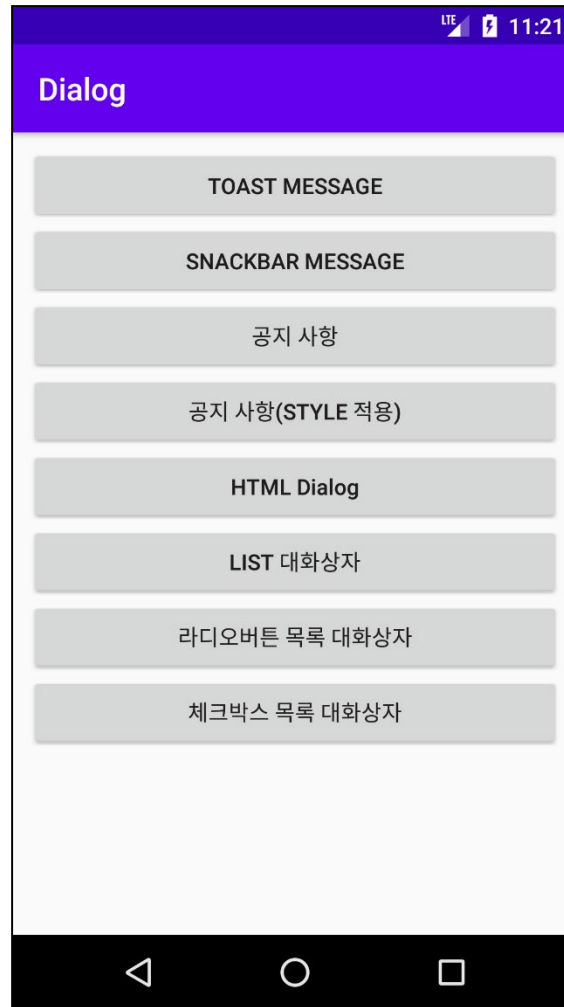 LTE 11:21
Dialog
TOAST MESSAGE
SNACKBAR MESSAGE
공지 사항
공지 사항(STYLE 적용)
HTML Dialog
LIST 대화상자
라디오버튼 목록 대화상자
체크박스 목록 대화상자